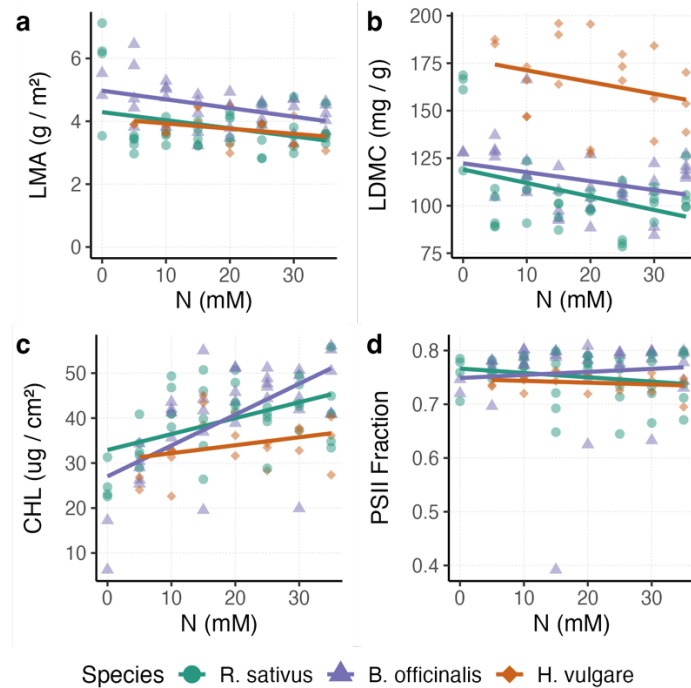 a
6
4
2
0
LMA (g / m²)
0 10 20 30
N (mM)
b
200
175
150
125
100
75
LDMC (mg / g)
0 10 20 30
N (mM)
c
50
40
30
20
10
CHL (ug / cm²)
0 10 20 30
N (mM)
d
0.8
0.7
0.6
0.5
0.4
PSII Fraction
0 10 20 30
N (mM)
Species R. sativus B. officinalis H. vulgare